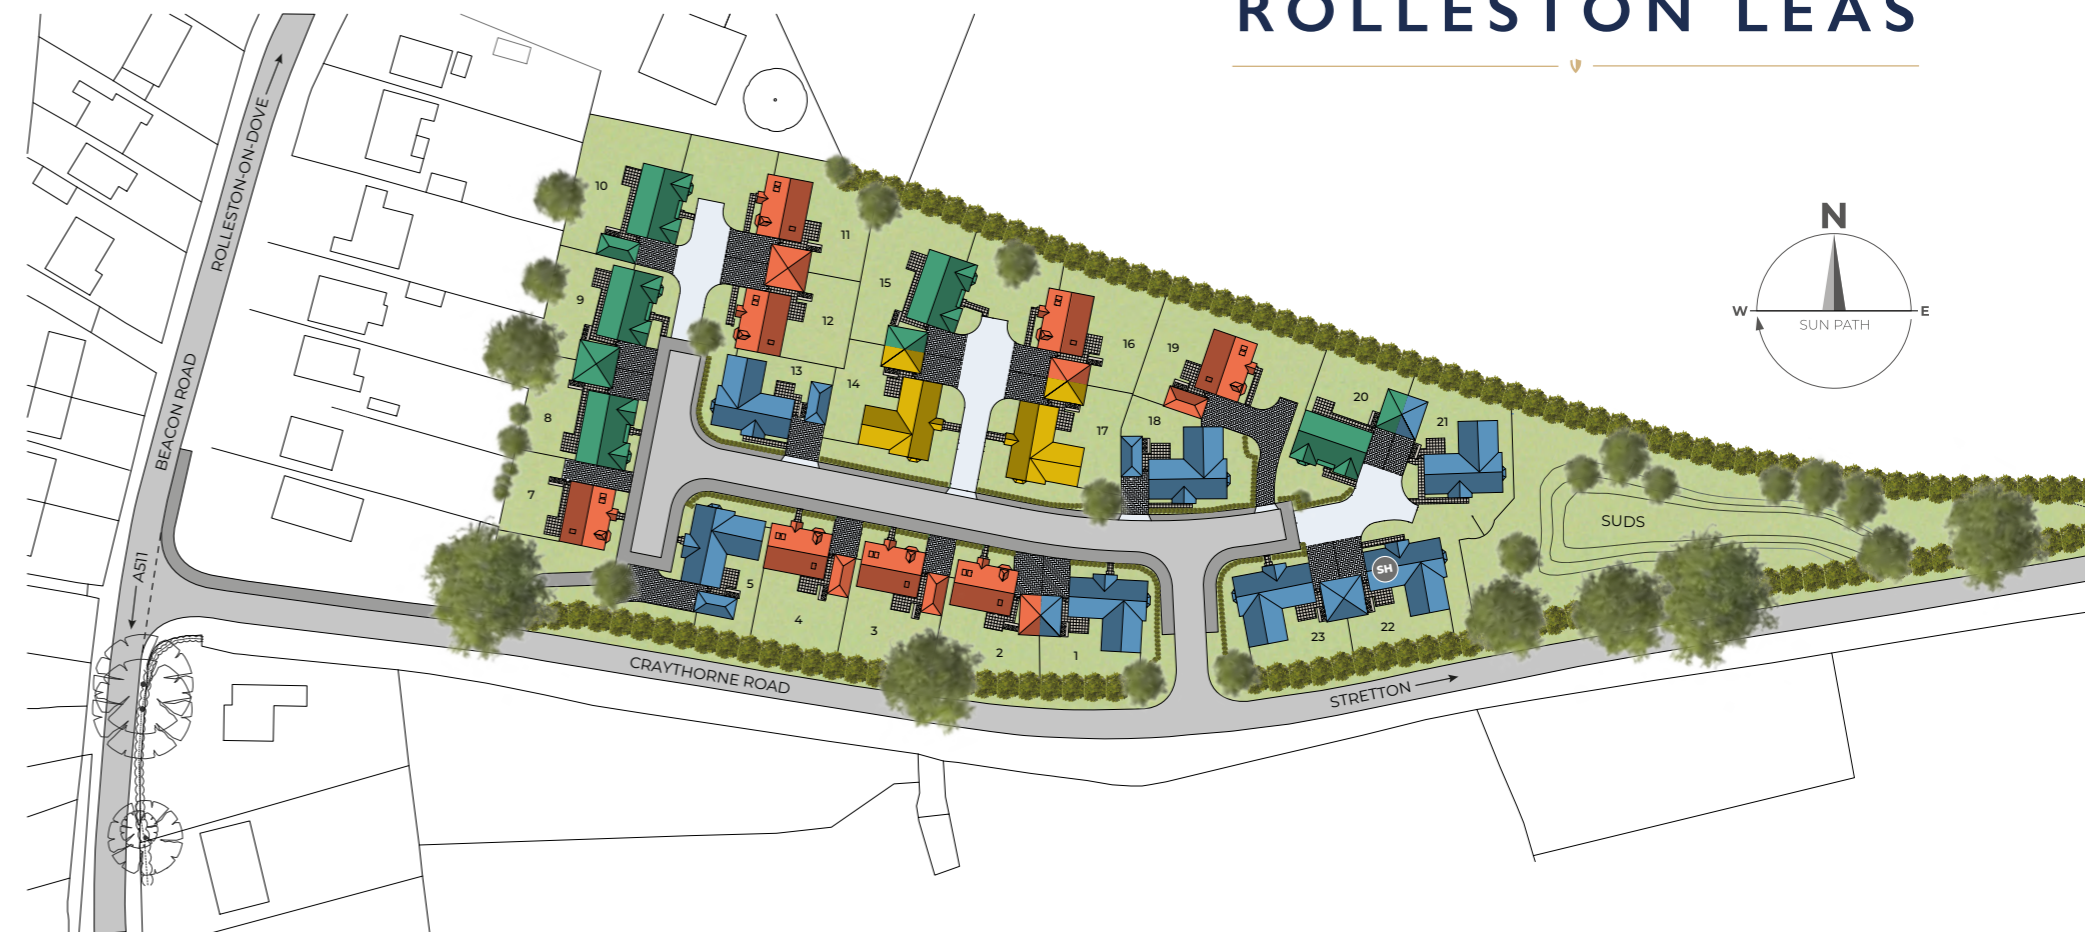 ROLLESTON LEAS
N
W
E
SUN PATH
ROLLESTON-ON-DOVE
BEACON ROAD
A511
10
11
9
12
15
16
19
13
14
20
8
18
17
21
7
SUDS
5
SH
4
3
2
1
23
22
CRAYTHORNE ROAD
STRETTON